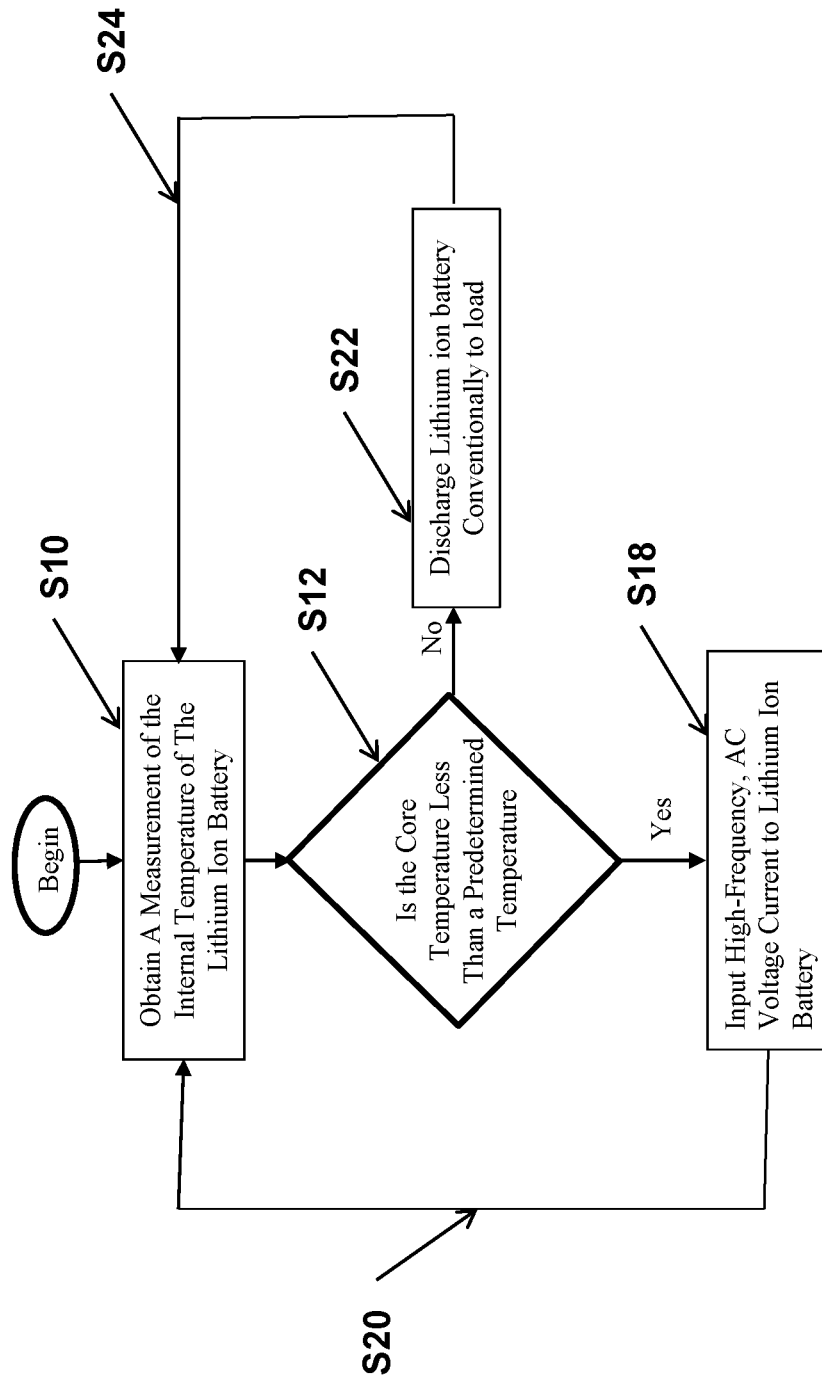 Begin
S10
Obtain A Measurement of the
Internal Temperature of The
Lithium Ion Battery
S24
S12
Is the Core
Temperature Less
Than a Predetermined
Temperature
No
S22
Discharge Lithium ion battery
Conventionally to load
Yes
S18
Input High-Frequency, AC
Voltage Current to Lithium Ion
Battery
S20